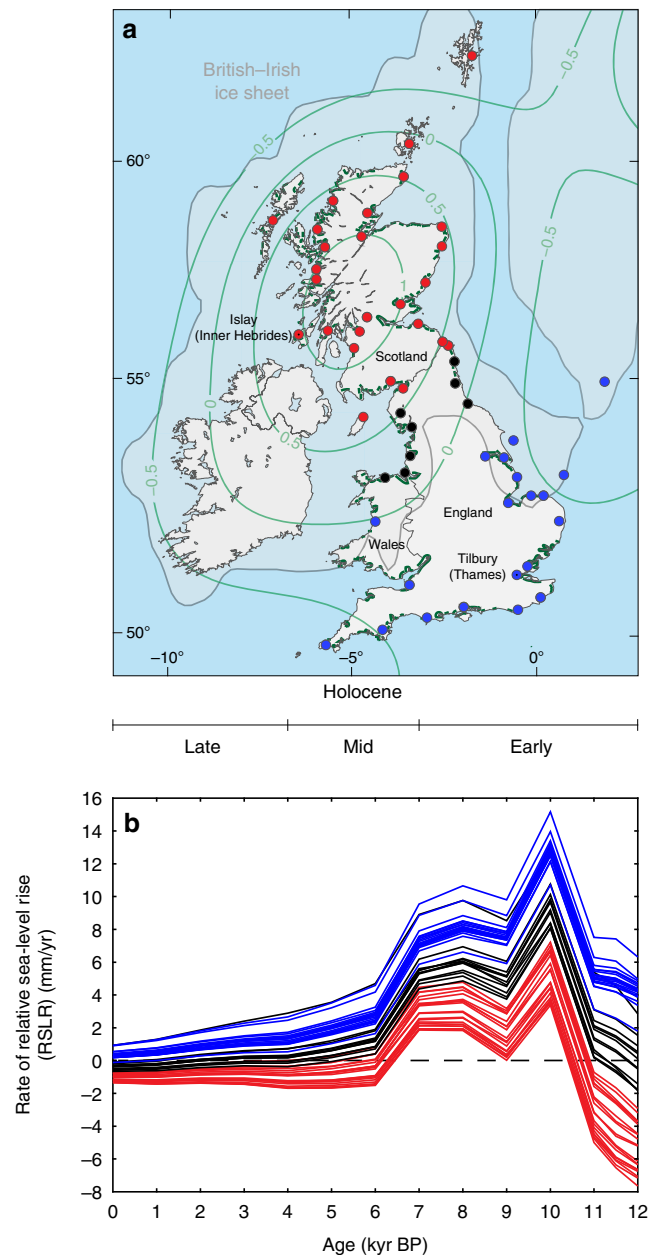 a
British–Irish
ice sheet
−0.5
−0.5
60°
0
0.5
−0.5
1
Islay
(Inner Hebrides)
55°
Scotland
0
0.5
−0.5
0
England
Wales
Tilbury
(Thames)
50°
−10°
−5°
0°
Holocene
Late
Mid
Early
b
16
14
12
10
8
6
4
2
0
−2
−4
−6
−8
Rate of relative sea-level rise
(RSLR) (mm/yr)
0 1 2 3 4 5 6 7 8 9 10 11 12
Age (kyr BP)